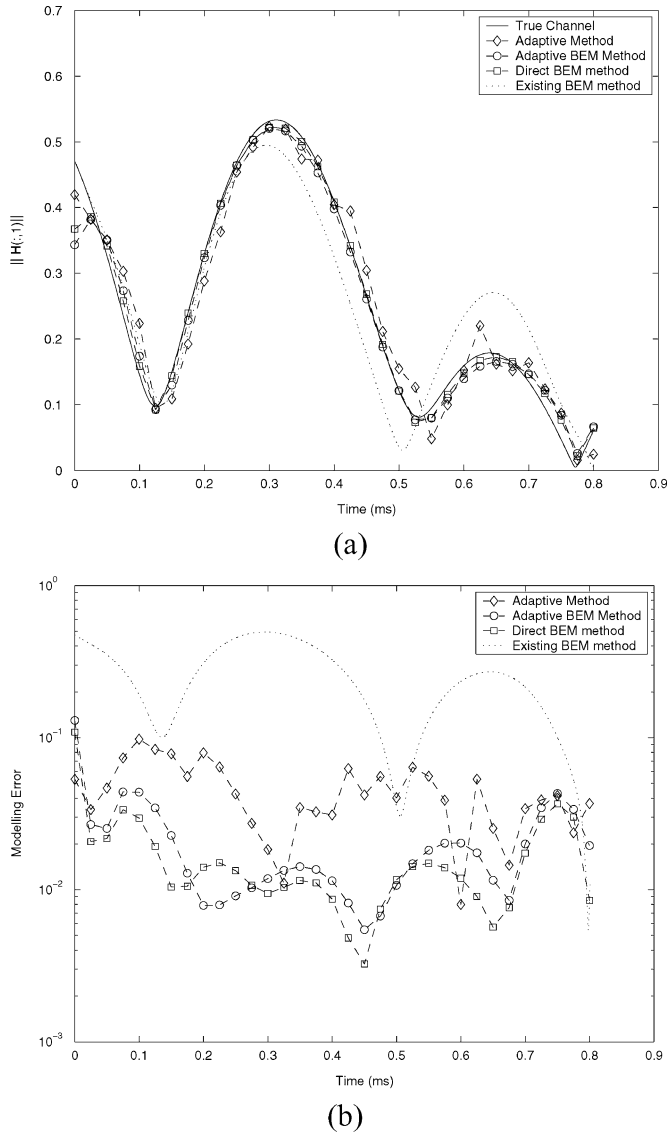 0.7
0.6
0.5
0.4
0.3
0.2
0.1
0
|| H(:,1)||
True Channel
Adaptive Method
Adaptive BEM Method
Direct BEM method
Existing BEM method
0 0.1 0.2 0.3 0.4 0.5 0.6 0.7 0.8 0.9
Time (ms)
(a)
10^0
10^-1
10^-2
10^-3
Modelling Error
Adaptive Method
Adaptive BEM Method
Direct BEM method
Existing BEM method
0 0.1 0.2 0.3 0.4 0.5 0.6 0.7 0.8 0.9
Time (ms)
(b)